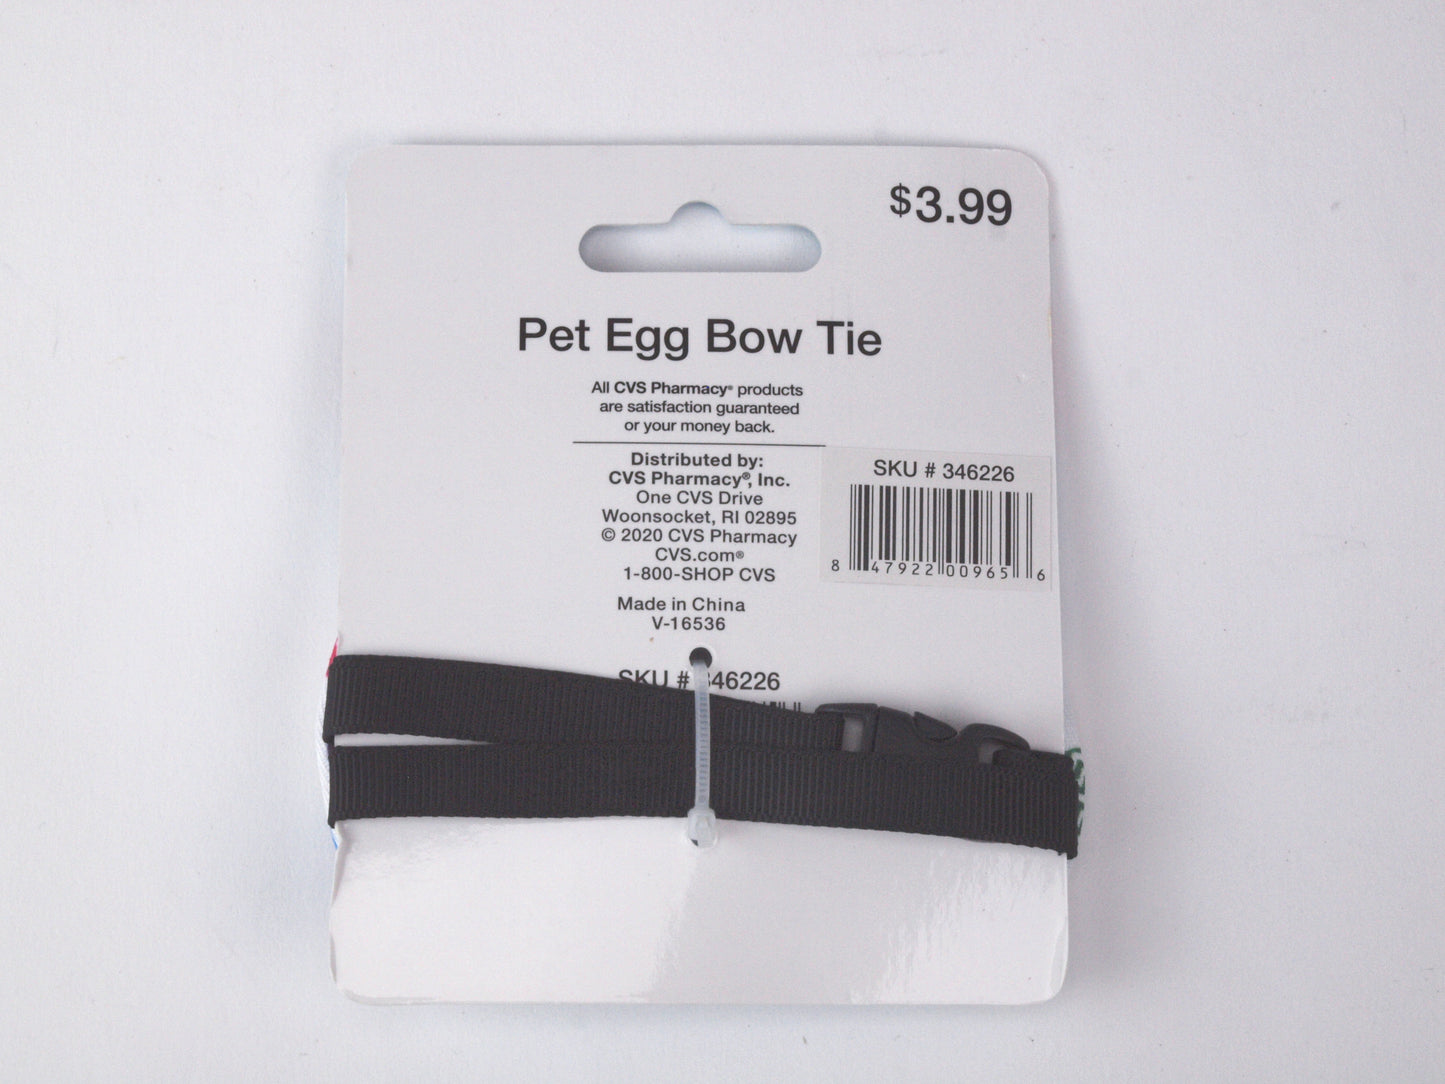 $3.99
Pet Egg Bow Tie
All CVS Pharmacy® products
are satisfaction guaranteed
or your money back.
Distributed by:
CVS Pharmacy®, Inc.
One CVS Drive
Woonsocket, RI 02895
© 2020 CVS Pharmacy
CVS.com®
1-800-SHOP CVS
Made in China
V-16536
SKU # 346226
8 47922 00965 6
SKU # 346226